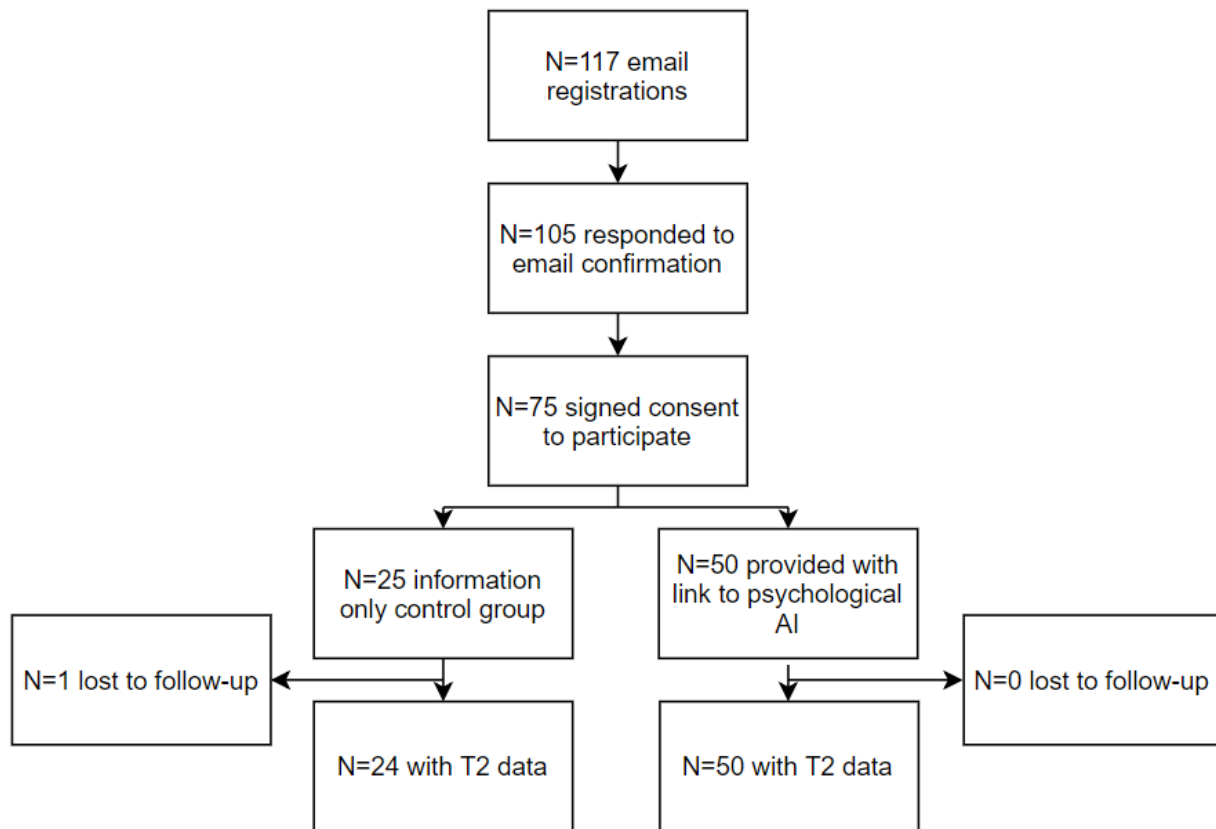 N=117 email
registrations
N=105 responded to
email confirmation
N=75 signed consent
to participate
N=25 information
only control group
N=50 provided with
link to psychological
AI
N=1 lost to follow-up
N=0 lost to follow-up
N=24 with T2 data
N=50 with T2 data